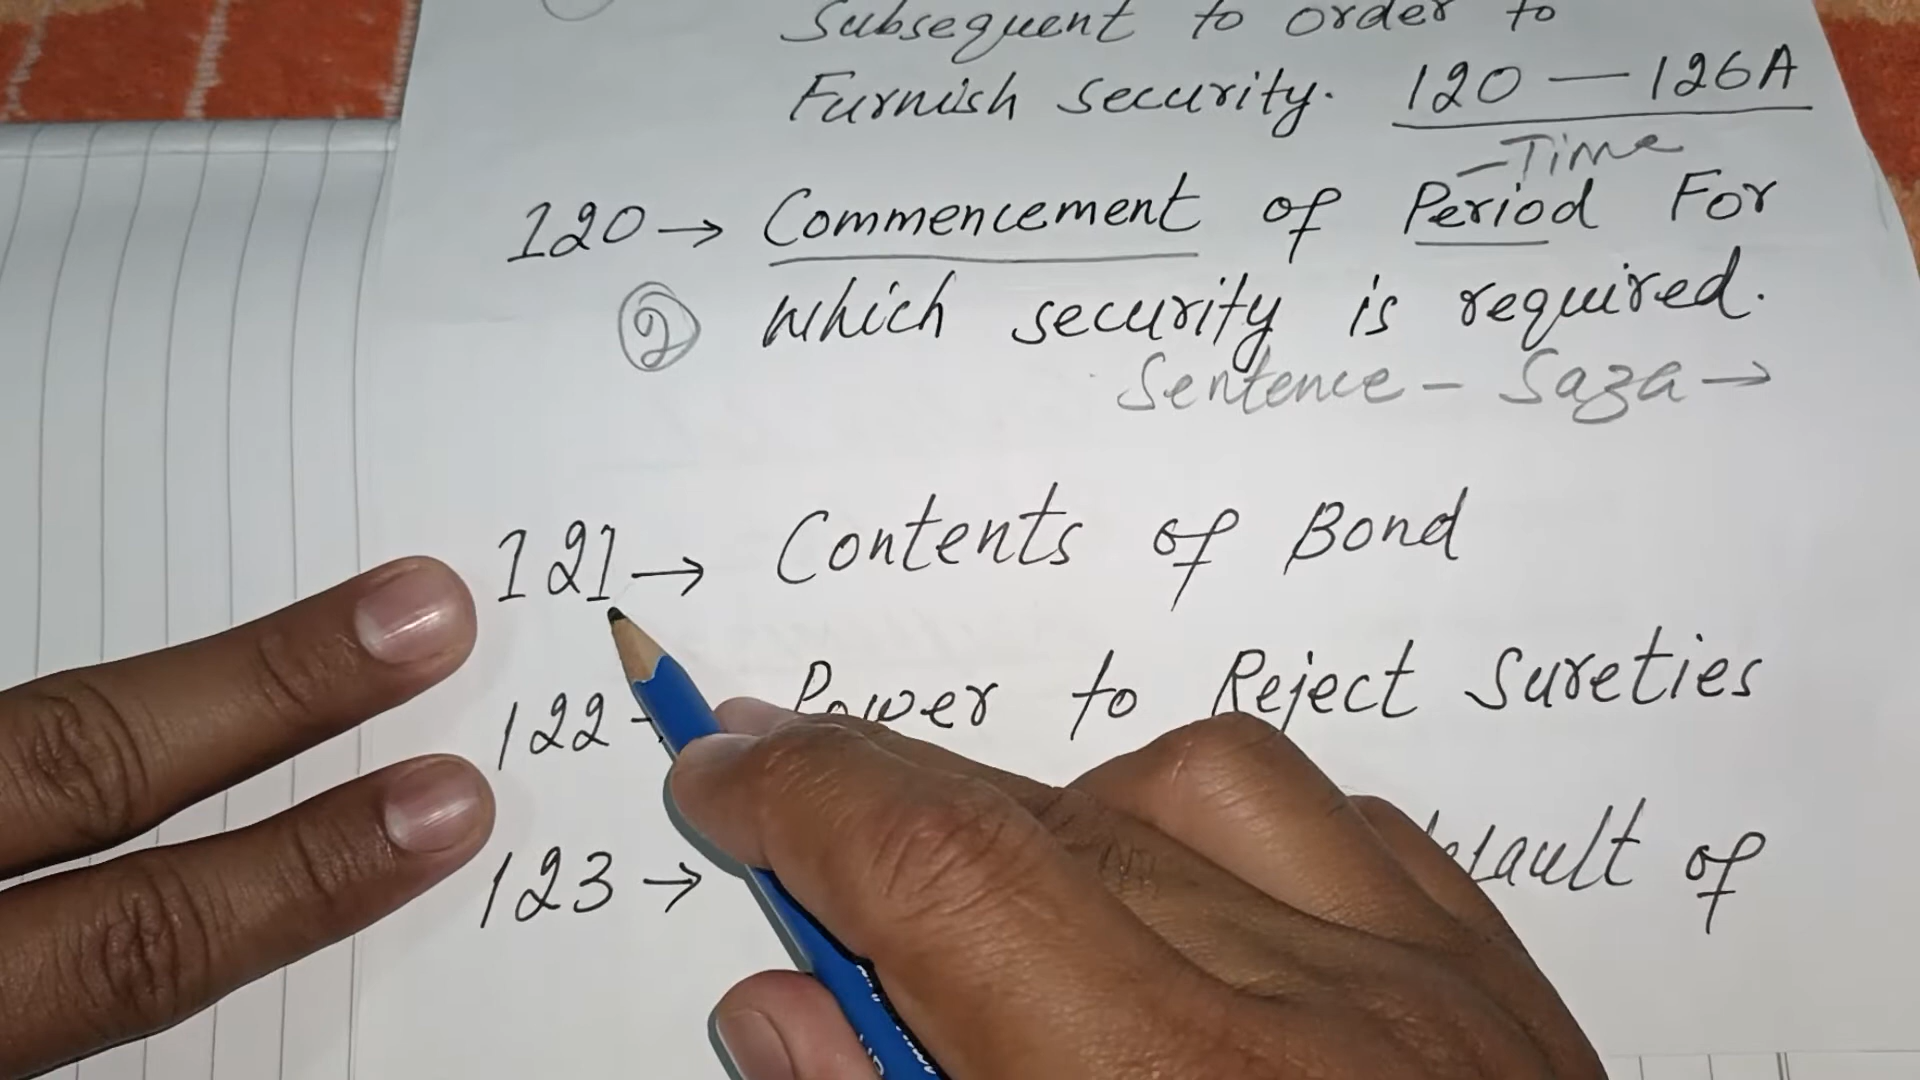 Subsequent to order to
Furnish security. 120 — 126A
- Time
120 → Commencement of Period For
② which security is required.
Sentence - Saza →
121 → Contents of Bond
122 - Power to Reject Sureties
123 → default of